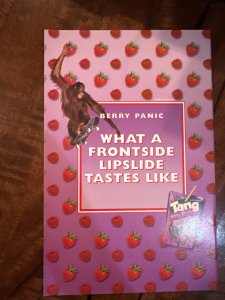 BERRY PANIC
WHAT A
FRONTSIDE
LIPSLIDE
TASTES LIKE
Tang